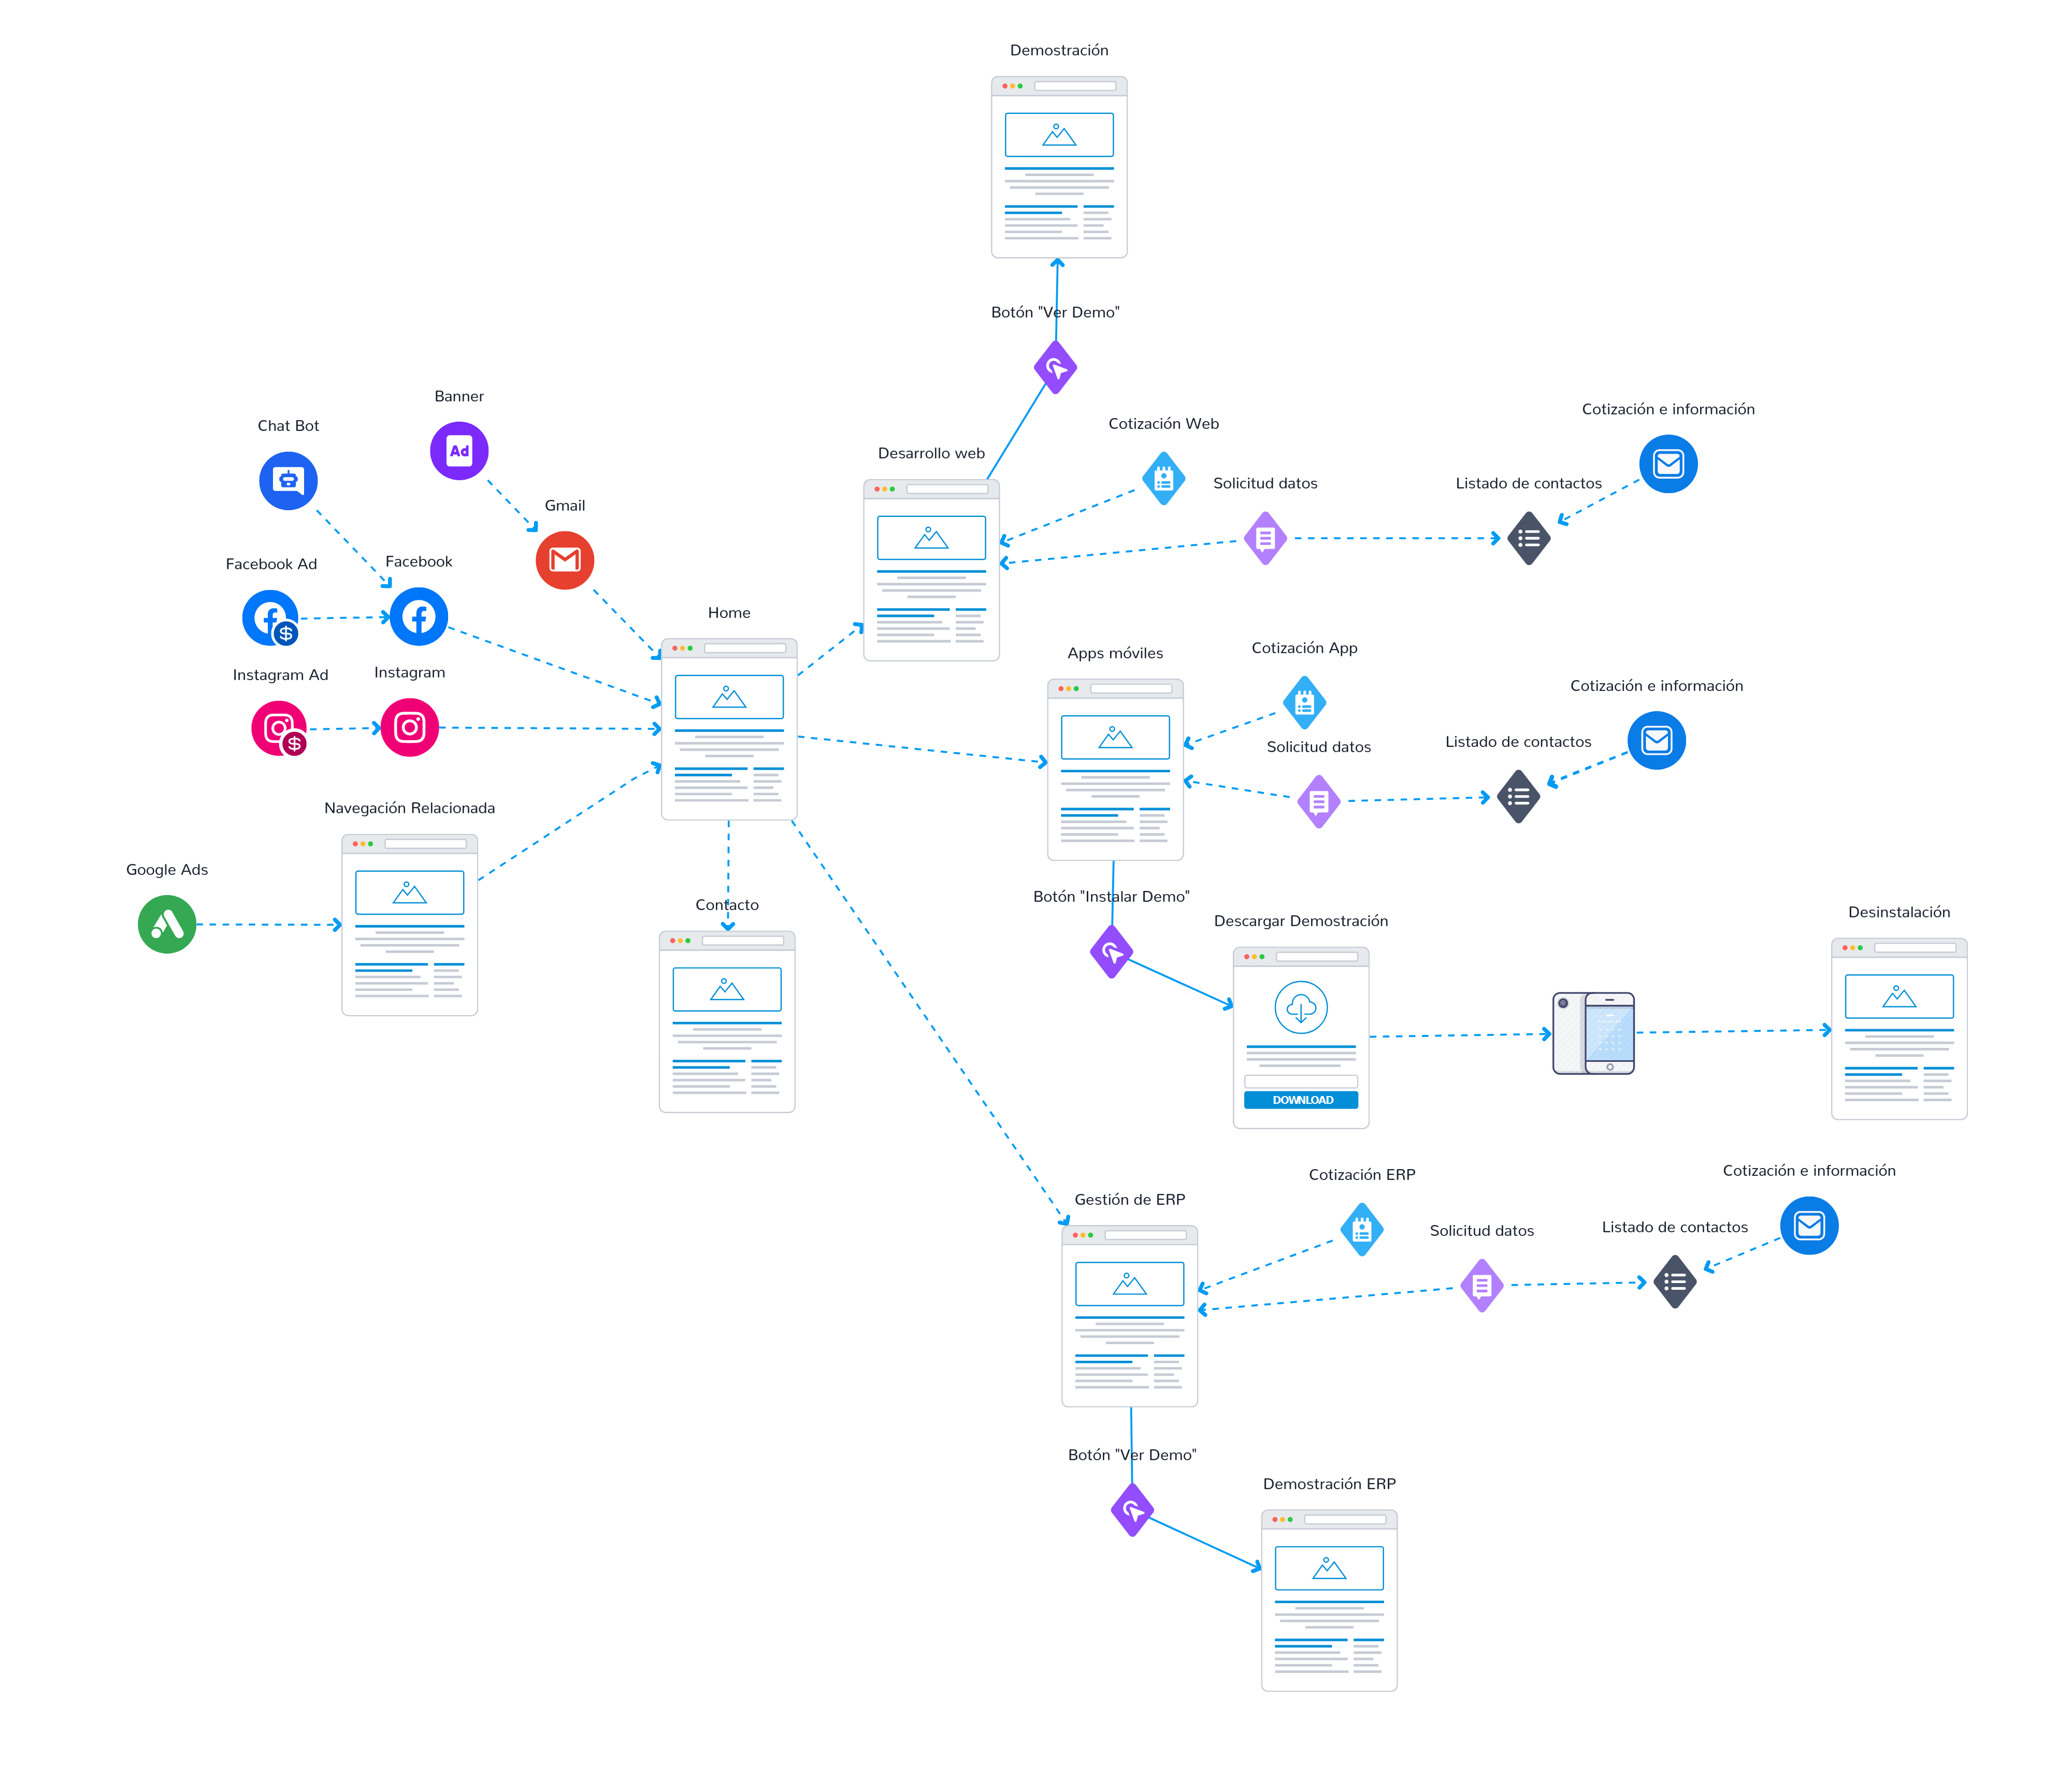 Demostración
Botón "Ver Demo"
Banner
Ad
Chat Bot
Cotización Web
Cotización e información
Desarrollo web
Solicitud datos
Listado de contactos
Gmail
Facebook Ad
Facebook
Home
Apps móviles
Cotización App
Instagram Ad
Instagram
Cotización e información
Solicitud datos
Listado de contactos
Navegación Relacionada
Google Ads
Contacto
Botón "Instalar Demo"
Descargar Demostración
Desinstalación
DOWNLOAD
Gestión de ERP
Cotización ERP
Cotización e información
Solicitud datos
Listado de contactos
Botón "Ver Demo"
Demostración ERP